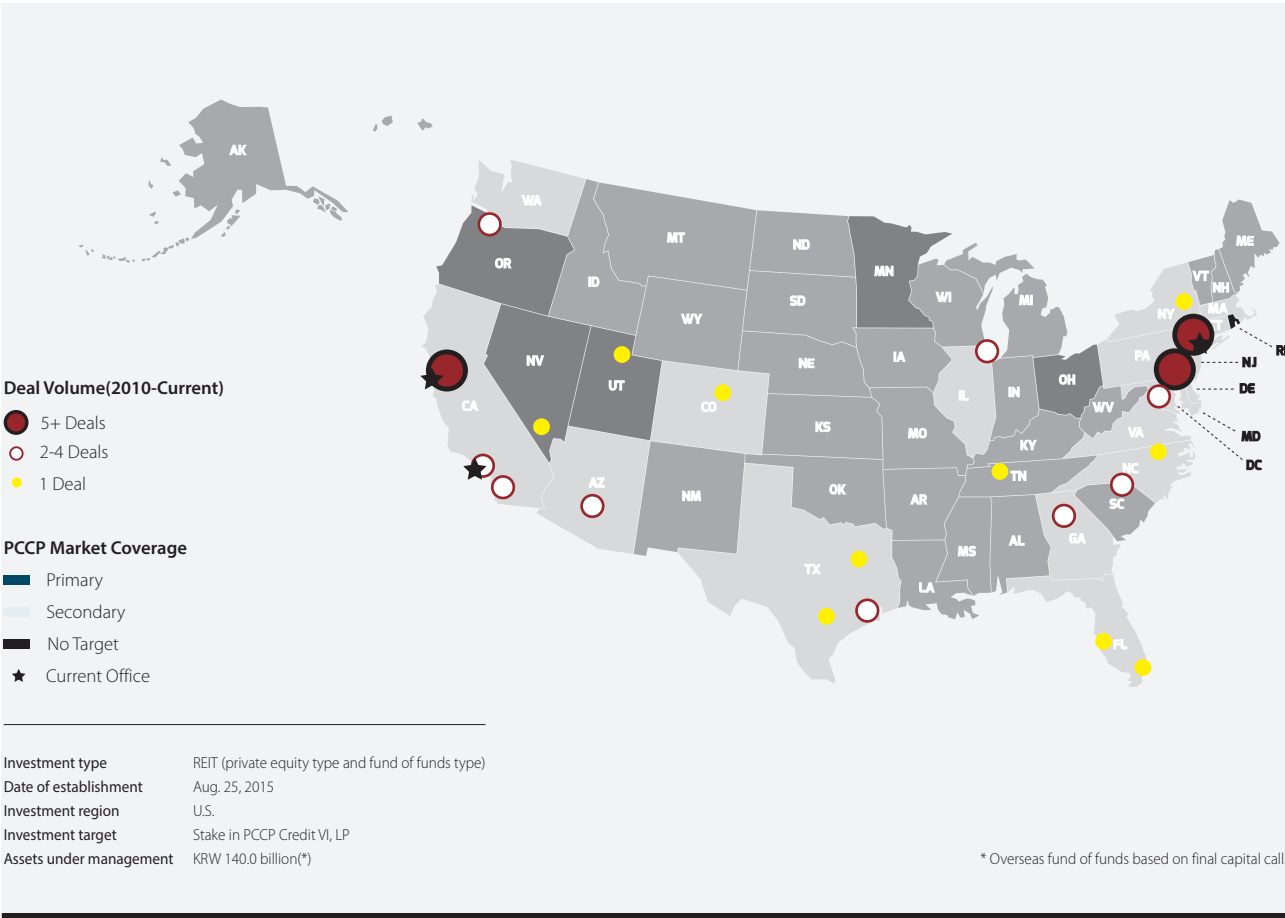 AK
WA
MT
ND
MN
ME
VT
NH
OR
ID
SD
WI
MI
NY
MA
WY
NV
UT
NE
IA
PA
NJ
DE
OH
IN
IL
CO
CA
WV
VA
MD
DC
KS
MO
KY
NC
TN
SC
AZ
NM
OK
AR
MS
AL
GA
TX
LA
FL
Deal Volume(2010-Current)
5+ Deals
2-4 Deals
1 Deal
PCCP Market Coverage
Primary
Secondary
No Target
Current Office
Investment type REIT (private equity type and fund of funds type)
Date of establishment Aug. 25, 2015
Investment region U.S.
Investment target Stake in PCCP Credit VI, LP
Assets under management KRW 140.0 billion(*)
* Overseas fund of funds based on final capital call